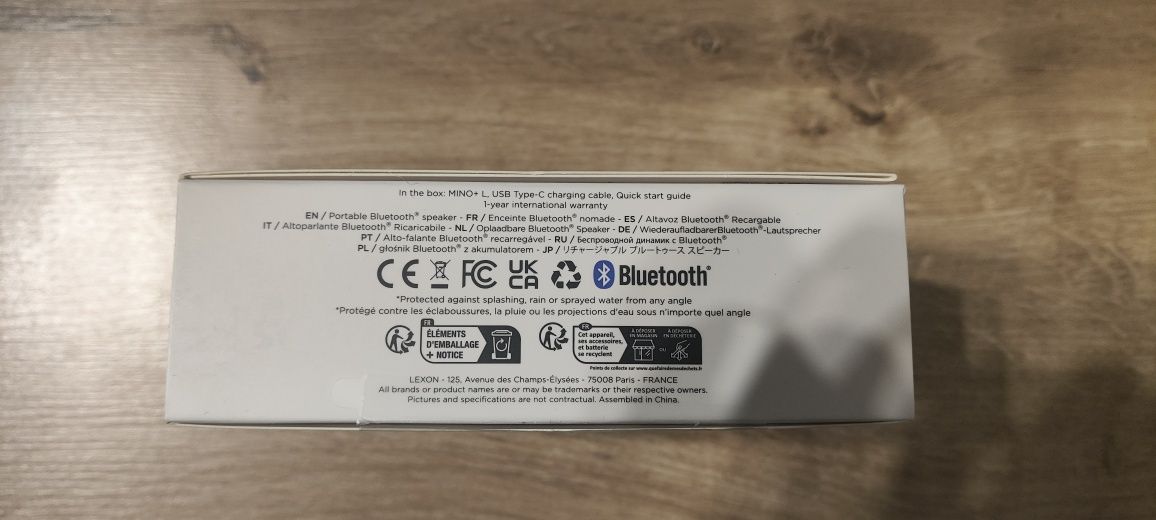 In the box: MINO+ L, USB Type-C charging cable, Quick start guide
1-year international warranty
EN / Portable Bluetooth® speaker - FR / Enceinte Bluetooth® nomade - ES / Altavoz Bluetooth® Recargable
IT / Altoparlante Bluetooth® Ricaricabile - NL / Oplaadbare Bluetooth® Speaker - DE / WiederaufladbarerBluetooth®-Lautsprecher
PT / Alto-falante Bluetooth® recarregável - RU / Беспроводной динамик с Bluetooth®
PL / głośnik Bluetooth® z akumulatorem - JP / リチャージャブル ブルートゥース スピーカー
CE FC UK CA Bluetooth®
*Protected against splashing, rain or sprayed water from any angle
*Protégé contre les éclaboussures, la pluie ou les projections d'eau sous n'importe quel angle
FR
ÉLÉMENTS
D'EMBALLAGE
+ NOTICE
FR
Cet appareil,
ses accessoires,
et batterie
se recyclent
À DÉPOSER
EN MAGASIN
OU
À DÉPOSER
EN DÉCHÈTERIE
Points de collecte sur www.quefairedemesdechets.fr
LEXON - 125, Avenue des Champs-Élysées - 75008 Paris - FRANCE
All brands or product names are or may be trademarks or their respective owners.
Pictures and specifications are not contractual. Assembled in China.